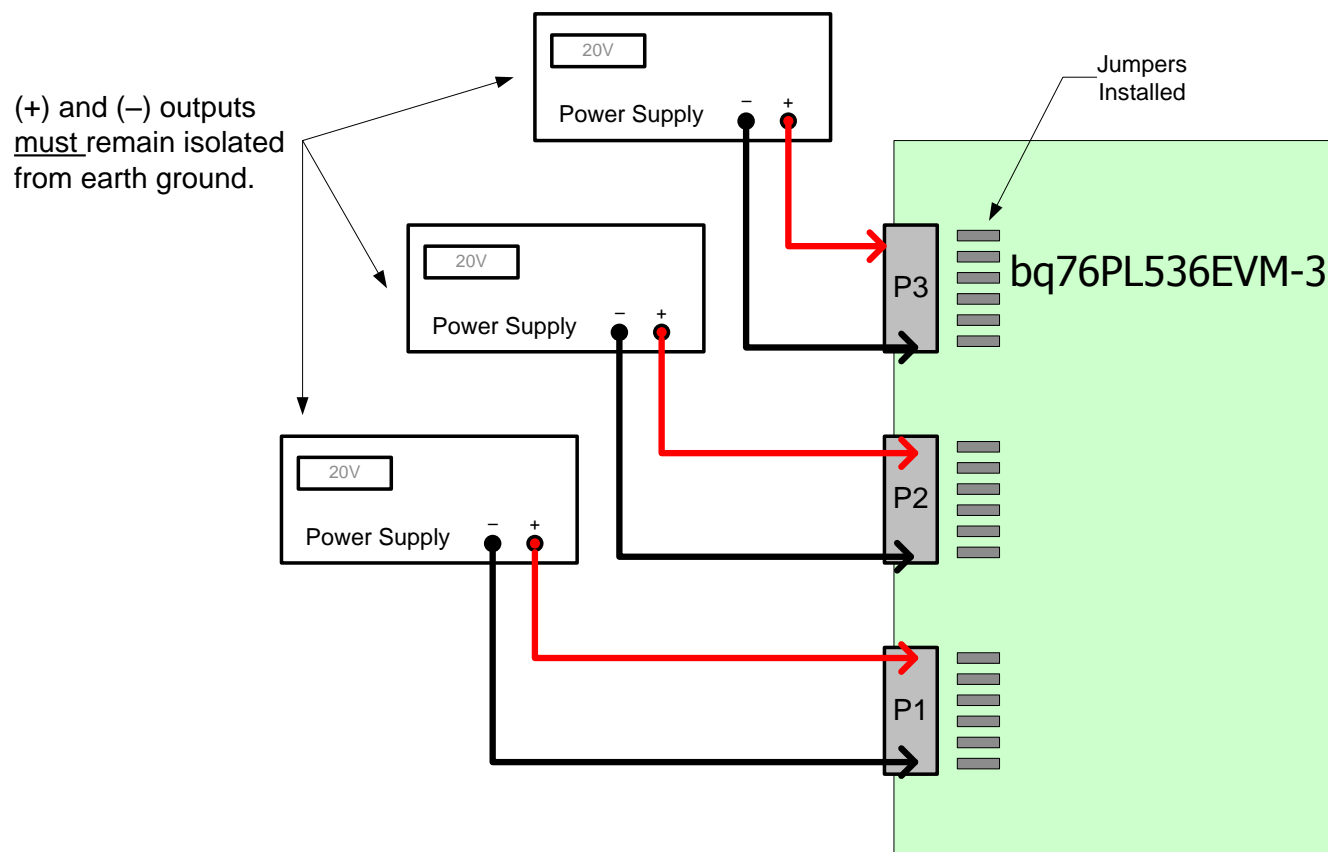 20V
– +
Power Supply
Jumpers
Installed
(+) and (–) outputs
must remain isolated
from earth ground.
20V
– +
Power Supply
P3
bq76PL536EVM-3
20V
– +
Power Supply
P2
P1